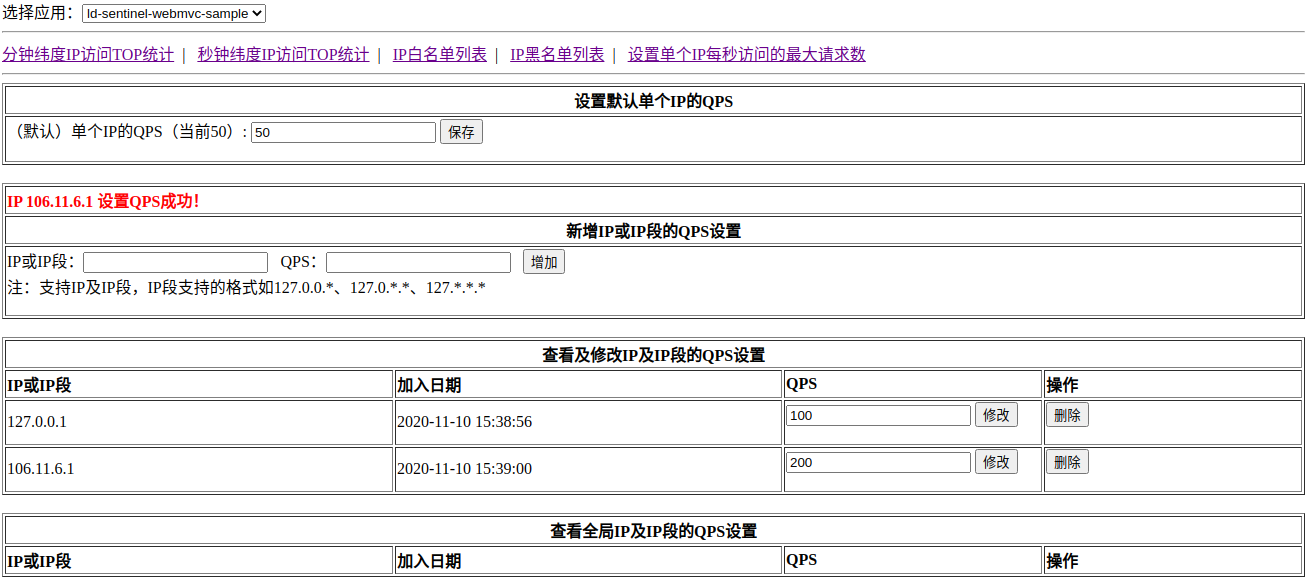 选择应用：ld-sentinel-webmvc-sample
分钟纬度IP访问TOP统计 | 秒钟纬度IP访问TOP统计 | IP白名单列表 | IP黑名单列表 | 设置单个IP每秒访问的最大请求数
设置默认单个IP的QPS
（默认）单个IP的QPS（当前50）: 50 保存
IP 106.11.6.1 设置QPS成功！
新增IP或IP段的QPS设置
IP或IP段： QPS： 增加
注：支持IP及IP段，IP段支持的格式如127.0.0.*、127.0.*.*、127.*.*.*
查看及修改IP及IP段的QPS设置
IP或IP段 加入日期 QPS 操作
127.0.0.1 2020-11-10 15:38:56 100 修改 删除
106.11.6.1 2020-11-10 15:39:00 200 修改 删除
查看全局IP及IP段的QPS设置
IP或IP段 加入日期 QPS 操作